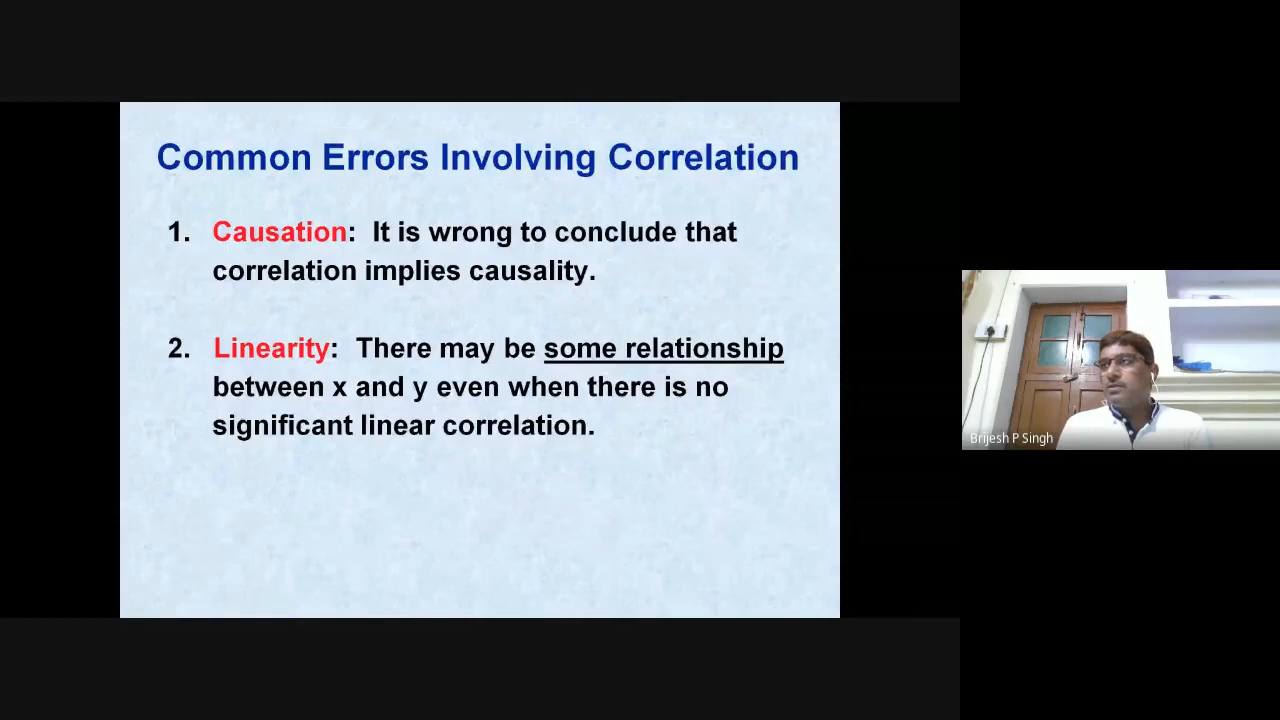 Common Errors Involving Correlation
1. Causation: It is wrong to conclude that
correlation implies causality.
2. Linearity: There may be some relationship
between x and y even when there is no
significant linear correlation.
Brijesh P Singh